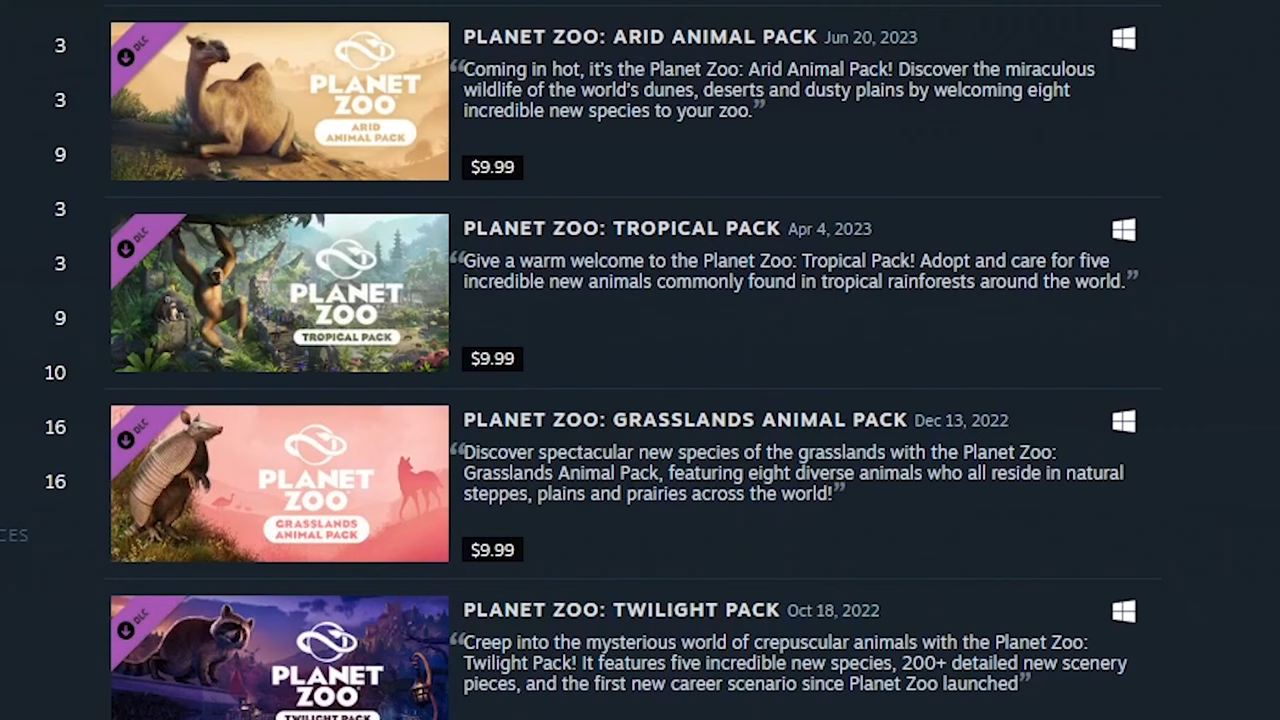 3
3
9
3
3
9
10
16
16
CES
DLC
PLANET
ZOO
ARID
ANIMAL PACK
PLANET ZOO: ARID ANIMAL PACK Jun 20, 2023
“Coming in hot, it's the Planet Zoo: Arid Animal Pack! Discover the miraculous
wildlife of the world's dunes, deserts and dusty plains by welcoming eight
incredible new species to your zoo.”
$9.99
DLC
PLANET
ZOO
TROPICAL PACK
PLANET ZOO: TROPICAL PACK Apr 4, 2023
“Give a warm welcome to the Planet Zoo: Tropical Pack! Adopt and care for five
incredible new animals commonly found in tropical rainforests around the world.”
$9.99
DLC
PLANET
ZOO
GRASSLANDS
ANIMAL PACK
PLANET ZOO: GRASSLANDS ANIMAL PACK Dec 13, 2022
“Discover spectacular new species of the grasslands with the Planet Zoo:
Grasslands Animal Pack, featuring eight diverse animals who all reside in natural
steppes, plains and prairies across the world!”
$9.99
DLC
PLANET
ZOO
TWILIGHT PACK
PLANET ZOO: TWILIGHT PACK Oct 18, 2022
“Creep into the mysterious world of crepuscular animals with the Planet Zoo:
Twilight Pack! It features five incredible new species, 200+ detailed new scenery
pieces, and the first new career scenario since Planet Zoo launched”